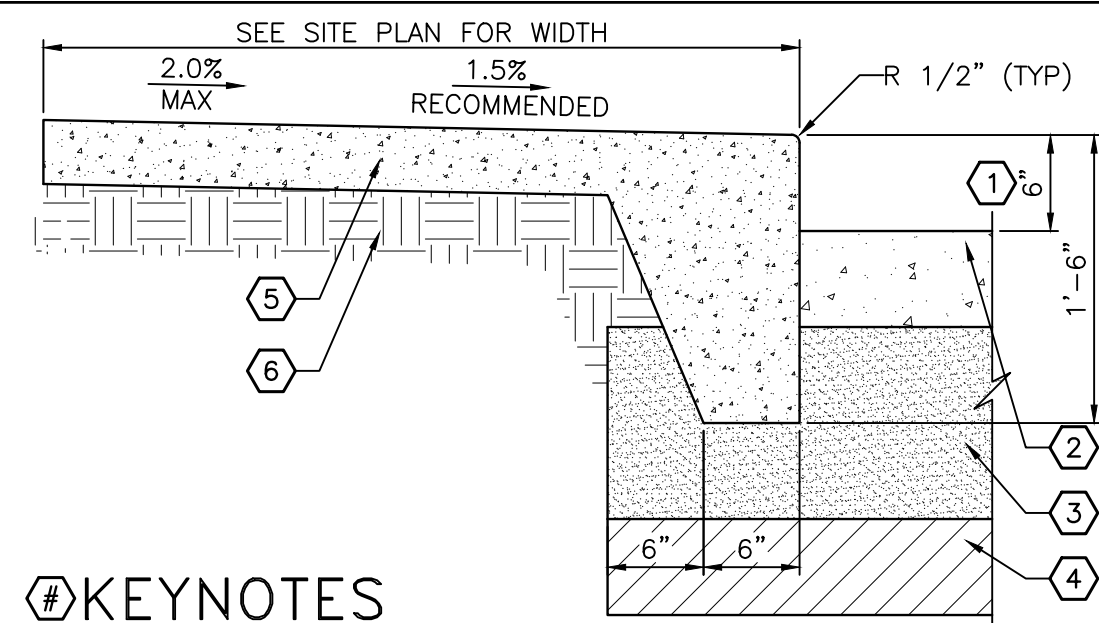 SEE SITE PLAN FOR WIDTH
2.0%
MAX
1.5%
RECOMMENDED
R 1/2" (TYP)
1
6"
1'-6"
5
6
2
3
4
6"
6"
# KEYNOTES